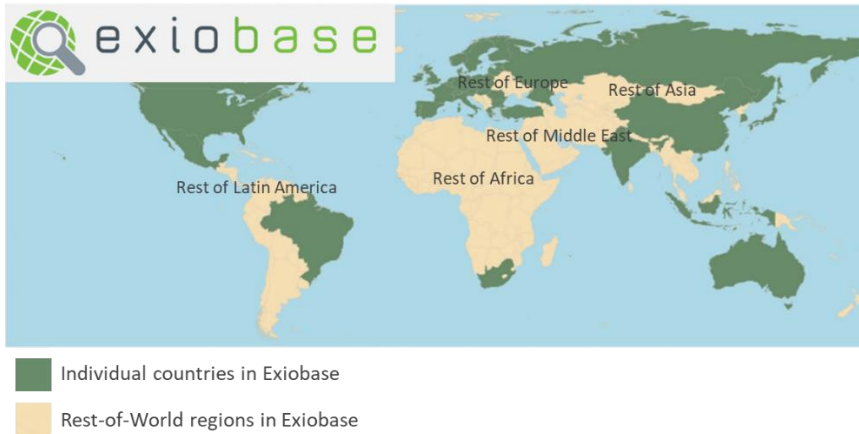 exiobase
Rest of Europe
Rest of Asia
Rest of Middle East
Rest of Latin America
Rest of Africa
Individual countries in Exiobase
Rest-of-World regions in Exiobase